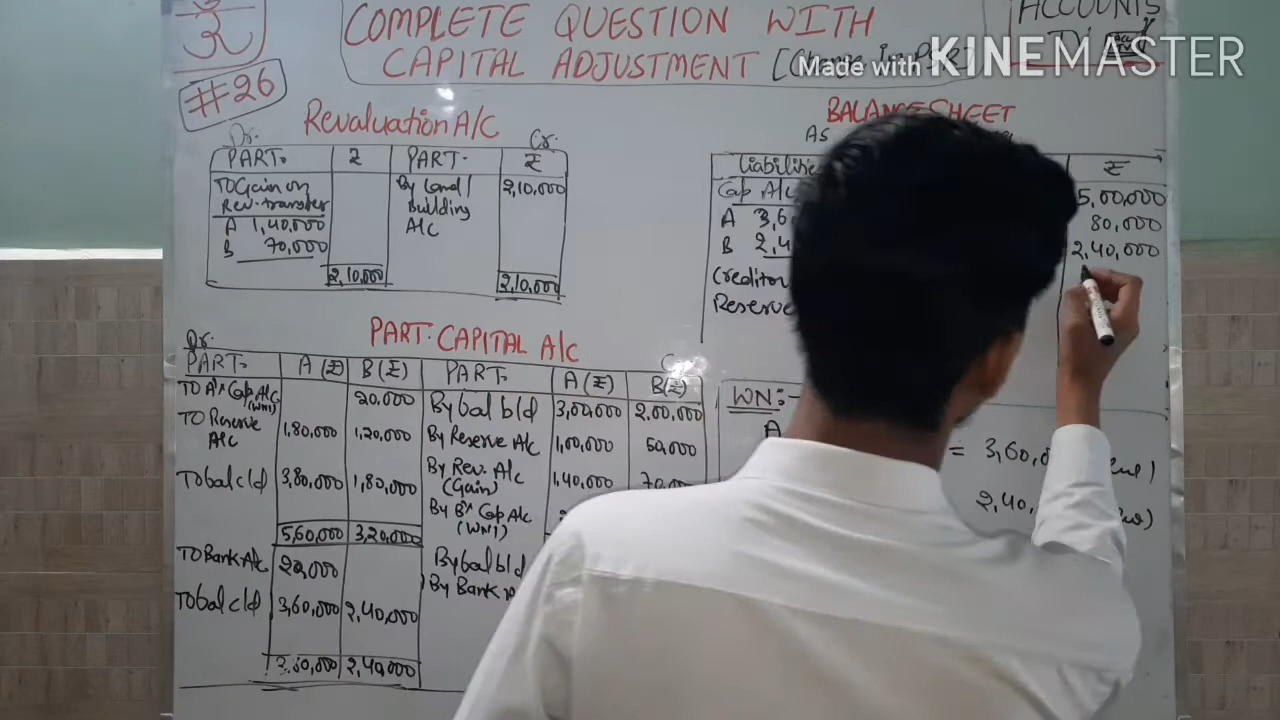 उ
#26
COMPLETE QUESTION WITH
CAPITAL ADJUSTMENT [Change in PSR]
ACCOUNTS
Made with KINEMASTER
Revaluation A/C
Dr. Cr.
PART. ₹ PART. ₹
To Gain on By Land / 2,10,000
Rev. transfer Building
A 1,40,000 A/c
B 70,000
2,10,000 2,10,000
PART. CAPITAL A/c
Dr.
PART. A (₹) B (₹) PART. A (₹) B (₹)
TO A's Cap A/c 20,000 By bal b/d 3,00,000 2,00,000
(WN1)
TO Reserve 1,80,000 1,20,000 By Reserve A/c 1,00,000 50,000
A/c
To bal c/d 3,80,000 1,80,000 By Rev. A/c 1,40,000
(Gain)
By B's Cap A/c
(WN1)
5,60,000 3,20,000
TO Bank A/c 20,000 By bal b/d
By Bank
To bal c/d 3,60,000 2,40,000
2,40,000
BALANCE SHEET
AS
Liabilities ₹
Cap A/c 5,00,000
A 3,6 80,000
B 2,4 2,40,000
Creditor
Reserve
WN:-
A = 3,60,0
2,40,